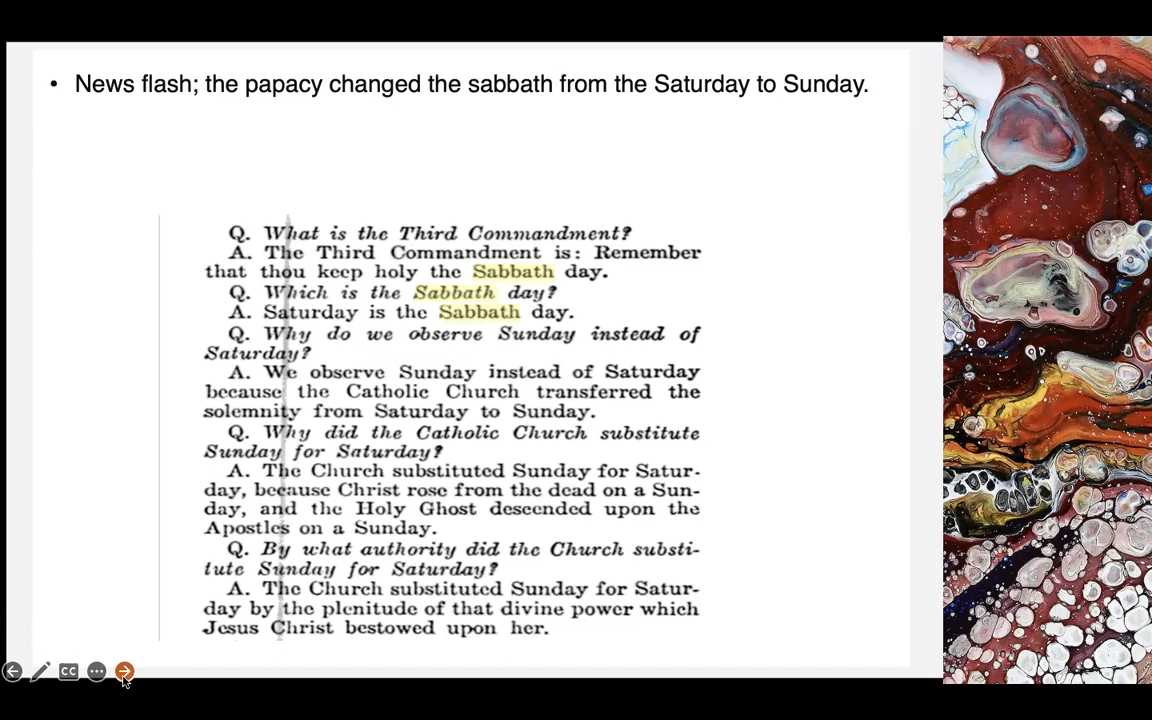 • News flash; the papacy changed the sabbath from the Saturday to Sunday.
Q. What is the Third Commandment?
A. The Third Commandment is: Remember
that thou keep holy the Sabbath day.
Q. Which is the Sabbath day?
A. Saturday is the Sabbath day.
Q. Why do we observe Sunday instead of
Saturday?
A. We observe Sunday instead of Saturday
because the Catholic Church transferred the
solemnity from Saturday to Sunday.
Q. Why did the Catholic Church substitute
Sunday for Saturday?
A. The Church substituted Sunday for Satur-
day, because Christ rose from the dead on a Sun-
day, and the Holy Ghost descended upon the
Apostles on a Sunday.
Q. By what authority did the Church substi-
tute Sunday for Saturday?
A. The Church substituted Sunday for Satur-
day by the plenitude of that divine power which
Jesus Christ bestowed upon her.
CC